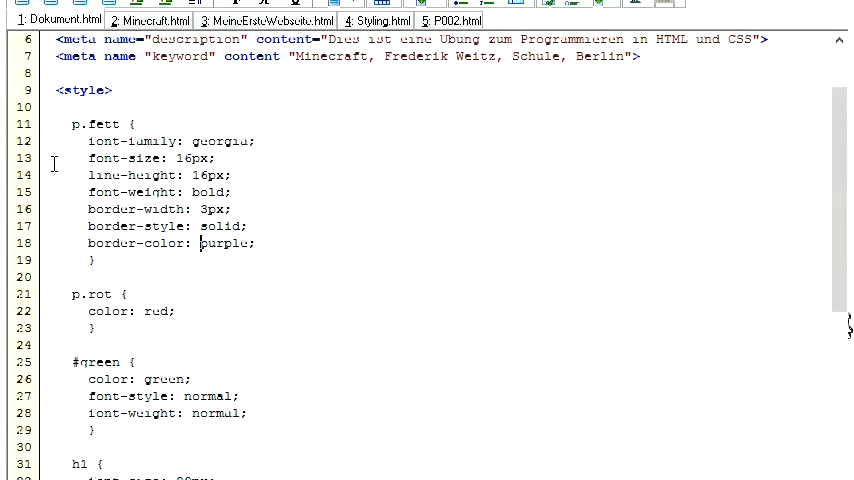 1: Dokument.html 2: Minecraft.html 3: MeineErsteWebseite.html 4: Styling.html 5: P002.html
6 <meta name="description" content="Dies ist eine Übung zum Programmieren in HTML und CSS">
7 <meta name "keyword" content "Minecraft, Frederik Weitz, Schule, Berlin">
8
9 <style>
10
11 p.fett {
12 font-family: georgia;
13 font-size: 16px;
14 line-height: 16px;
15 font-weight: bold;
16 border-width: 3px;
17 border-style: solid;
18 border-color: purple;
19 }
20
21 p.rot {
22 color: red;
23 }
24
25 #green {
26 color: green;
27 font-style: normal;
28 font-weight: normal;
29 }
30
31 h1 {